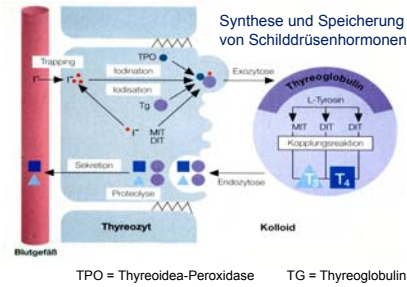 Synthese und Speicherung
von Schilddrüsenhormonen
TPO
Trapping
I⁻
I⁻
Iodination
Iodisation
Exozytose
Tg
I⁻
MIT
DIT
Thyreoglobulin
L-Tyrosin
MIT DIT DIT
Kopplungsreaktion
T₃ T₄
Sekretion
Proteolyse
Endozytose
Thyreozyt
Kolloid
Blutgefäß
TPO = Thyreoidea-Peroxidase TG = Thyreoglobulin